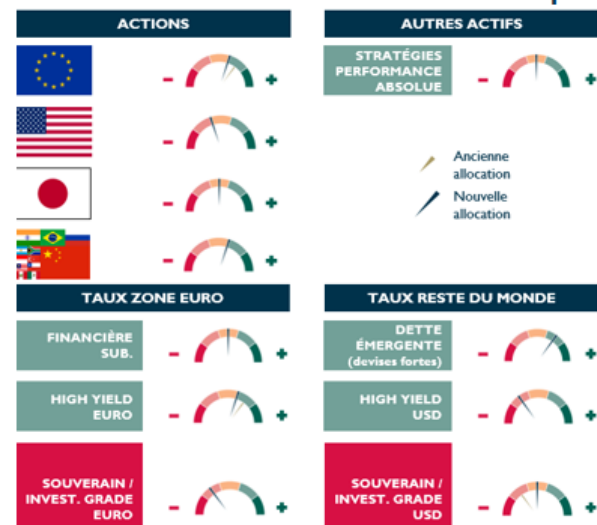 ACTIONS
AUTRES ACTIFS
STRATÉGIES
PERFORMANCE
ABSOLUE
- +
- +
- +
- +
- +
Ancienne
allocation
Nouvelle
allocation
TAUX ZONE EURO
TAUX RESTE DU MONDE
FINANCIÈRE
SUB.
- +
DETTE
ÉMERGENTE
(devises fortes)
- +
HIGH YIELD
EURO
- +
HIGH YIELD
USD
- +
SOUVERAIN /
INVEST. GRADE
EURO
- +
SOUVERAIN /
INVEST. GRADE
USD
- +